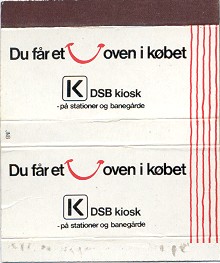 Du får et oven i købet
K DSB kiosk
- på stationer og banegårde
Du får et oven i købet
K DSB kiosk
- på stationer og banegårde